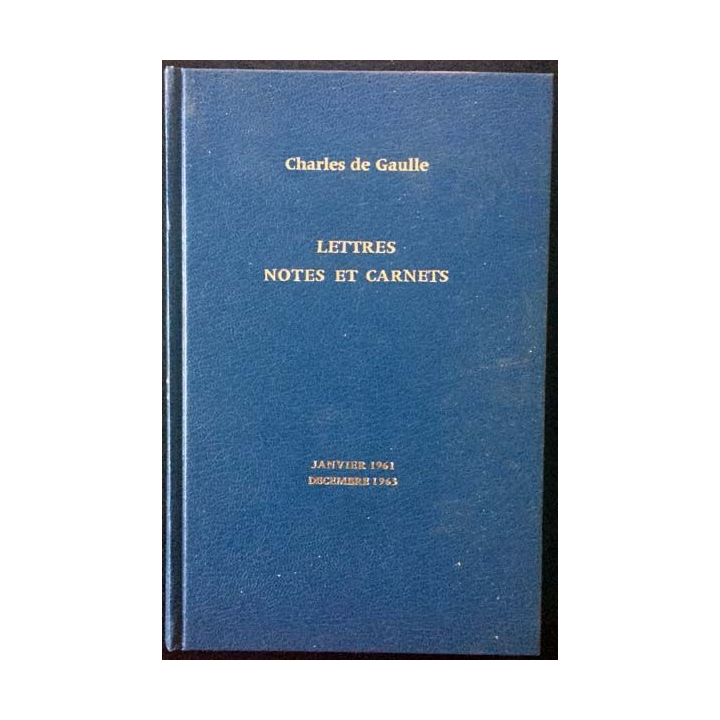 Charles de Gaulle
LETTRES
NOTES ET CARNETS
JANVIER 1961
DECEMBRE 1963